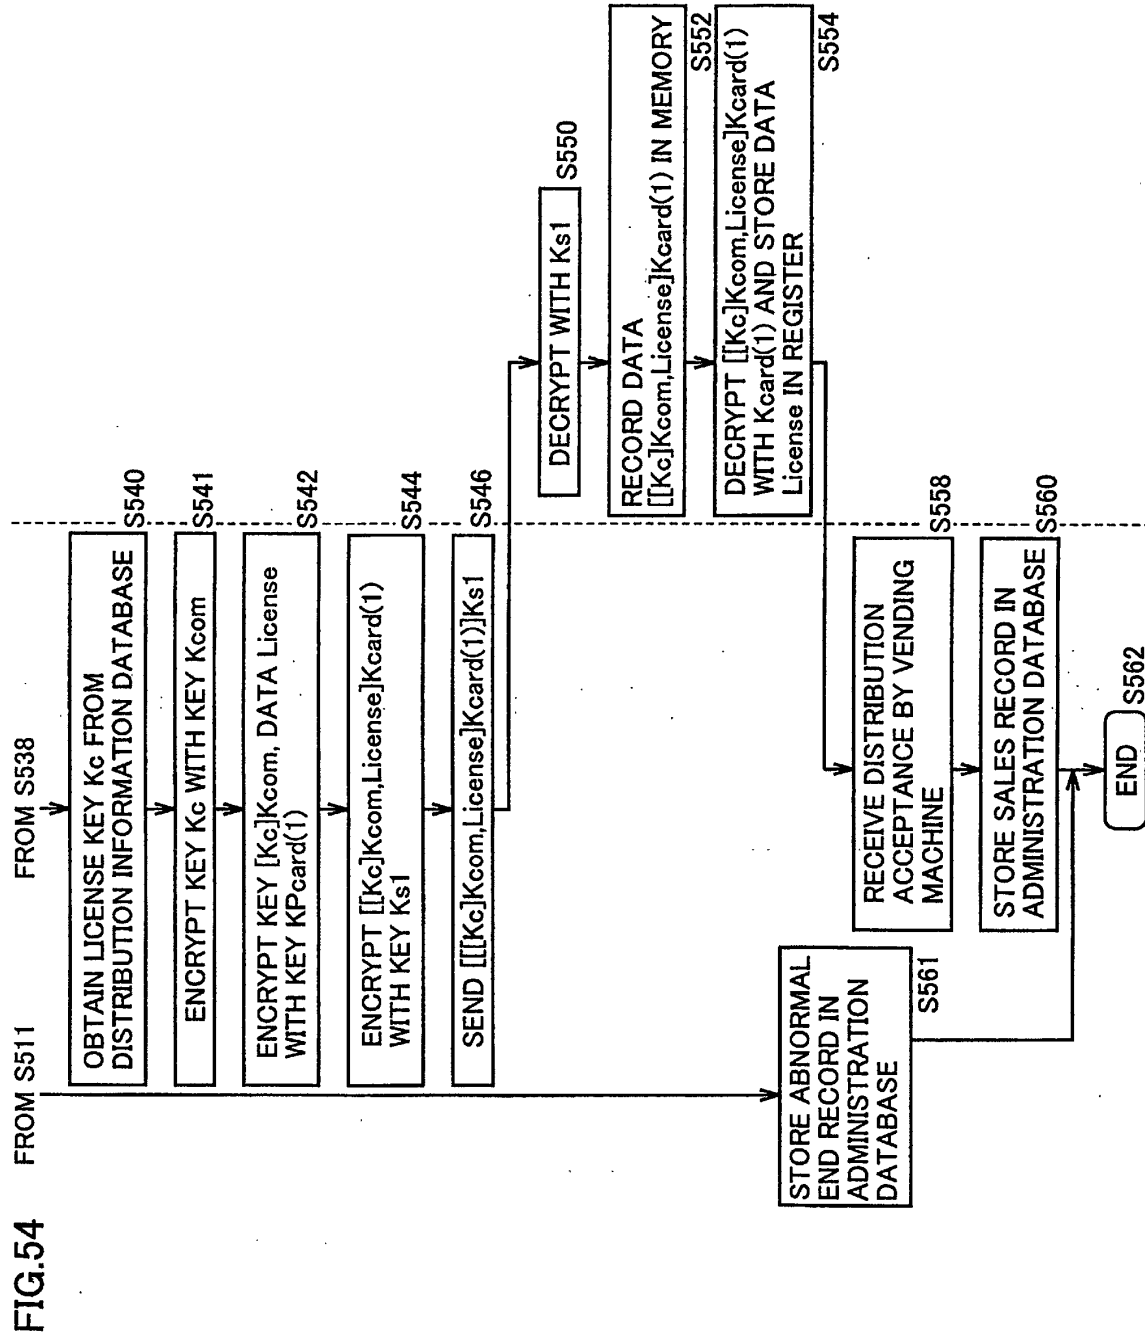 FIG.54
FROM S511
FROM S538
OBTAIN LICENSE KEY Kc FROM
DISTRIBUTION INFORMATION DATABASE
S540
ENCRYPT KEY Kc WITH KEY Kcom
S541
ENCRYPT KEY [Kc]Kcom, DATA License
WITH KEY KPcard(1)
S542
ENCRYPT [[Kc]Kcom,License]Kcard(1)
WITH KEY Ks1
S544
SEND [[[Kc]Kcom,License]Kcard(1)]Ks1
S546
DECRYPT WITH Ks1
S550
RECORD DATA
[[Kc]Kcom,License]Kcard(1) IN MEMORY
S552
DECRYPT [[Kc]Kcom,License]Kcard(1)
WITH Kcard(1) AND STORE DATA
License IN REGISTER
S554
STORE ABNORMAL
END RECORD IN
ADMINISTRATION
DATABASE
S561
RECEIVE DISTRIBUTION
ACCEPTANCE BY VENDING
MACHINE
S558
STORE SALES RECORD IN
ADMINISTRATION DATABASE
S560
END
S562